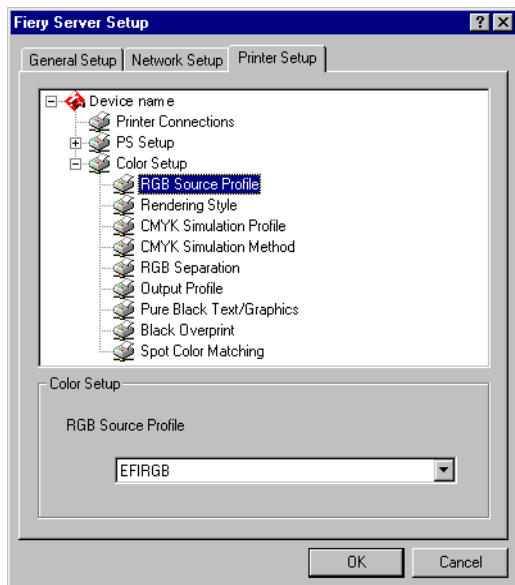 Fiery Server Setup
General Setup Network Setup Printer Setup
Device name
Printer Connections
PS Setup
Color Setup
RGB Source Profile
Rendering Style
CMYK Simulation Profile
CMYK Simulation Method
RGB Separation
Output Profile
Pure Black Text/Graphics
Black Overprint
Spot Color Matching
Color Setup
RGB Source Profile
EFIRGB
OK Cancel